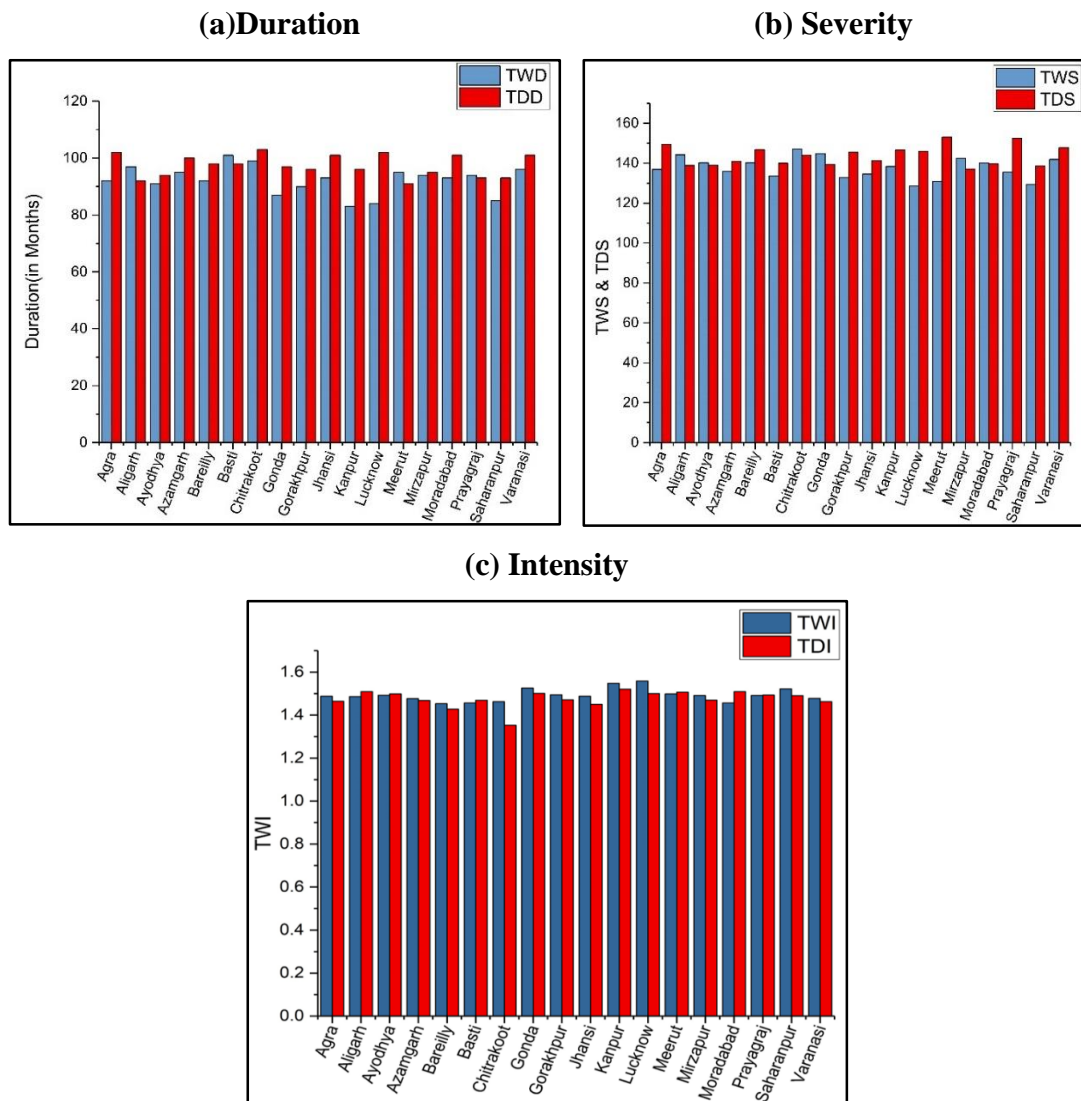 (a)Duration
TWD
TDD
120
100
80
60
40
20
0
Duration(in Months)
Agra
Aligarh
Ayodhya
Azamgarh
Bareilly
Basti
Chitrakoot
Gonda
Gorakhpur
Jhansi
Kanpur
Lucknow
Meerut
Mirzapur
Moradabad
Prayagraj
Saharanpur
Varanasi
(b) Severity
TWS
TDS
160
140
120
100
80
60
40
20
0
TWS & TDS
Agra
Aligarh
Ayodhya
Azamgarh
Bareilly
Basti
Chitrakoot
Gonda
Gorakhpur
Jhansi
Kanpur
Lucknow
Meerut
Mirzapur
Moradabad
Prayagraj
Saharanpur
Varanasi
(c) Intensity
TWI
TDI
1.6
1.4
1.2
1.0
0.8
0.6
0.4
0.2
0.0
TWI
Agra
Aligarh
Ayodhya
Azamgarh
Bareilly
Basti
Chitrakoot
Gonda
Gorakhpur
Jhansi
Kanpur
Lucknow
Meerut
Mirzapur
Moradabad
Prayagraj
Saharanpur
Varanasi